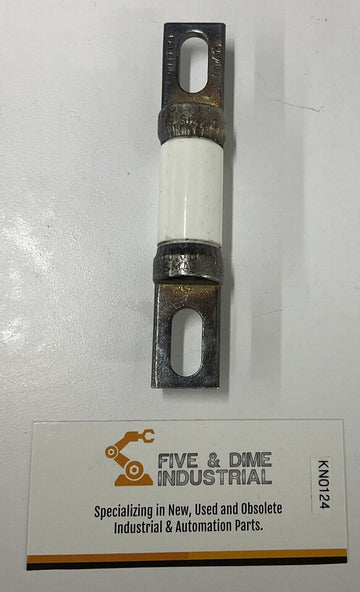 FIVE & DIME
INDUSTRIAL
KN0124
Specializing in New, Used and Obsolete
Industrial & Automation Parts.